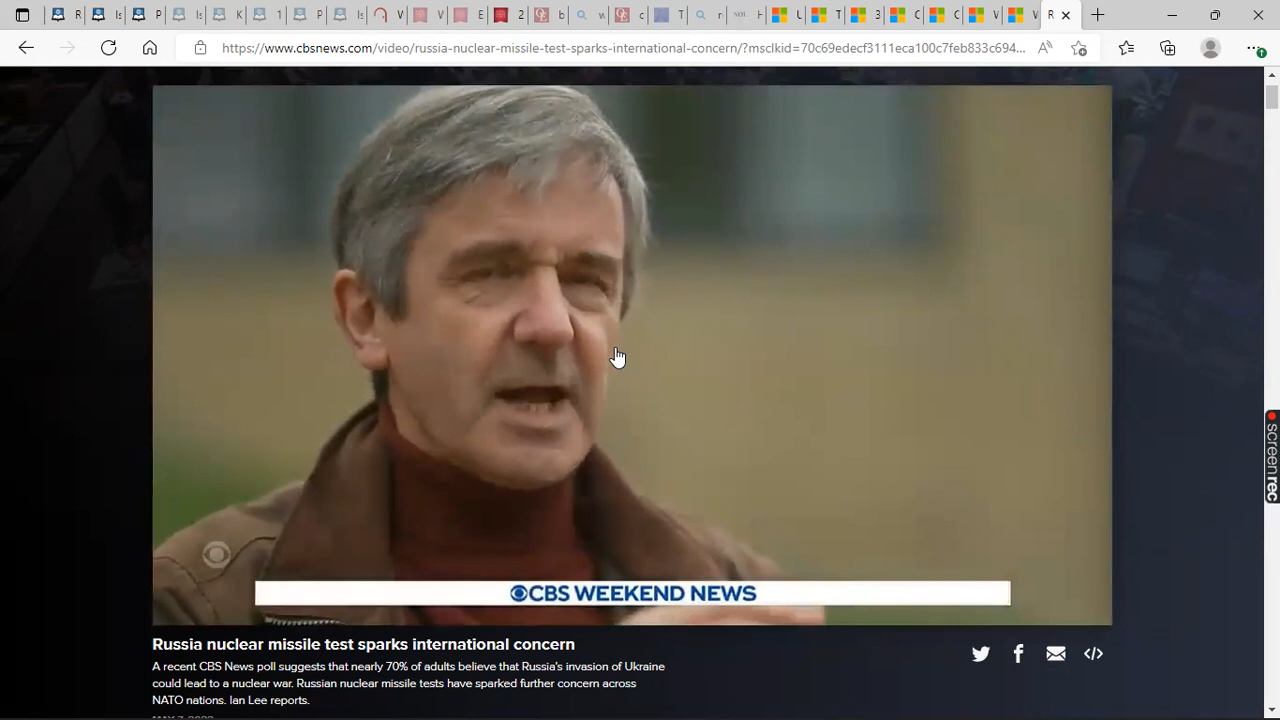 https://www.cbsnews.com/video/russia-nuclear-missile-test-sparks-international-concern/?msclkid=70c69edecf3111eca100c7feb833c694...
CBS WEEKEND NEWS
Russia nuclear missile test sparks international concern
A recent CBS News poll suggests that nearly 70% of adults believe that Russia's invasion of Ukraine
could lead to a nuclear war. Russian nuclear missile tests have sparked further concern across
NATO nations. Ian Lee reports.
screenrec